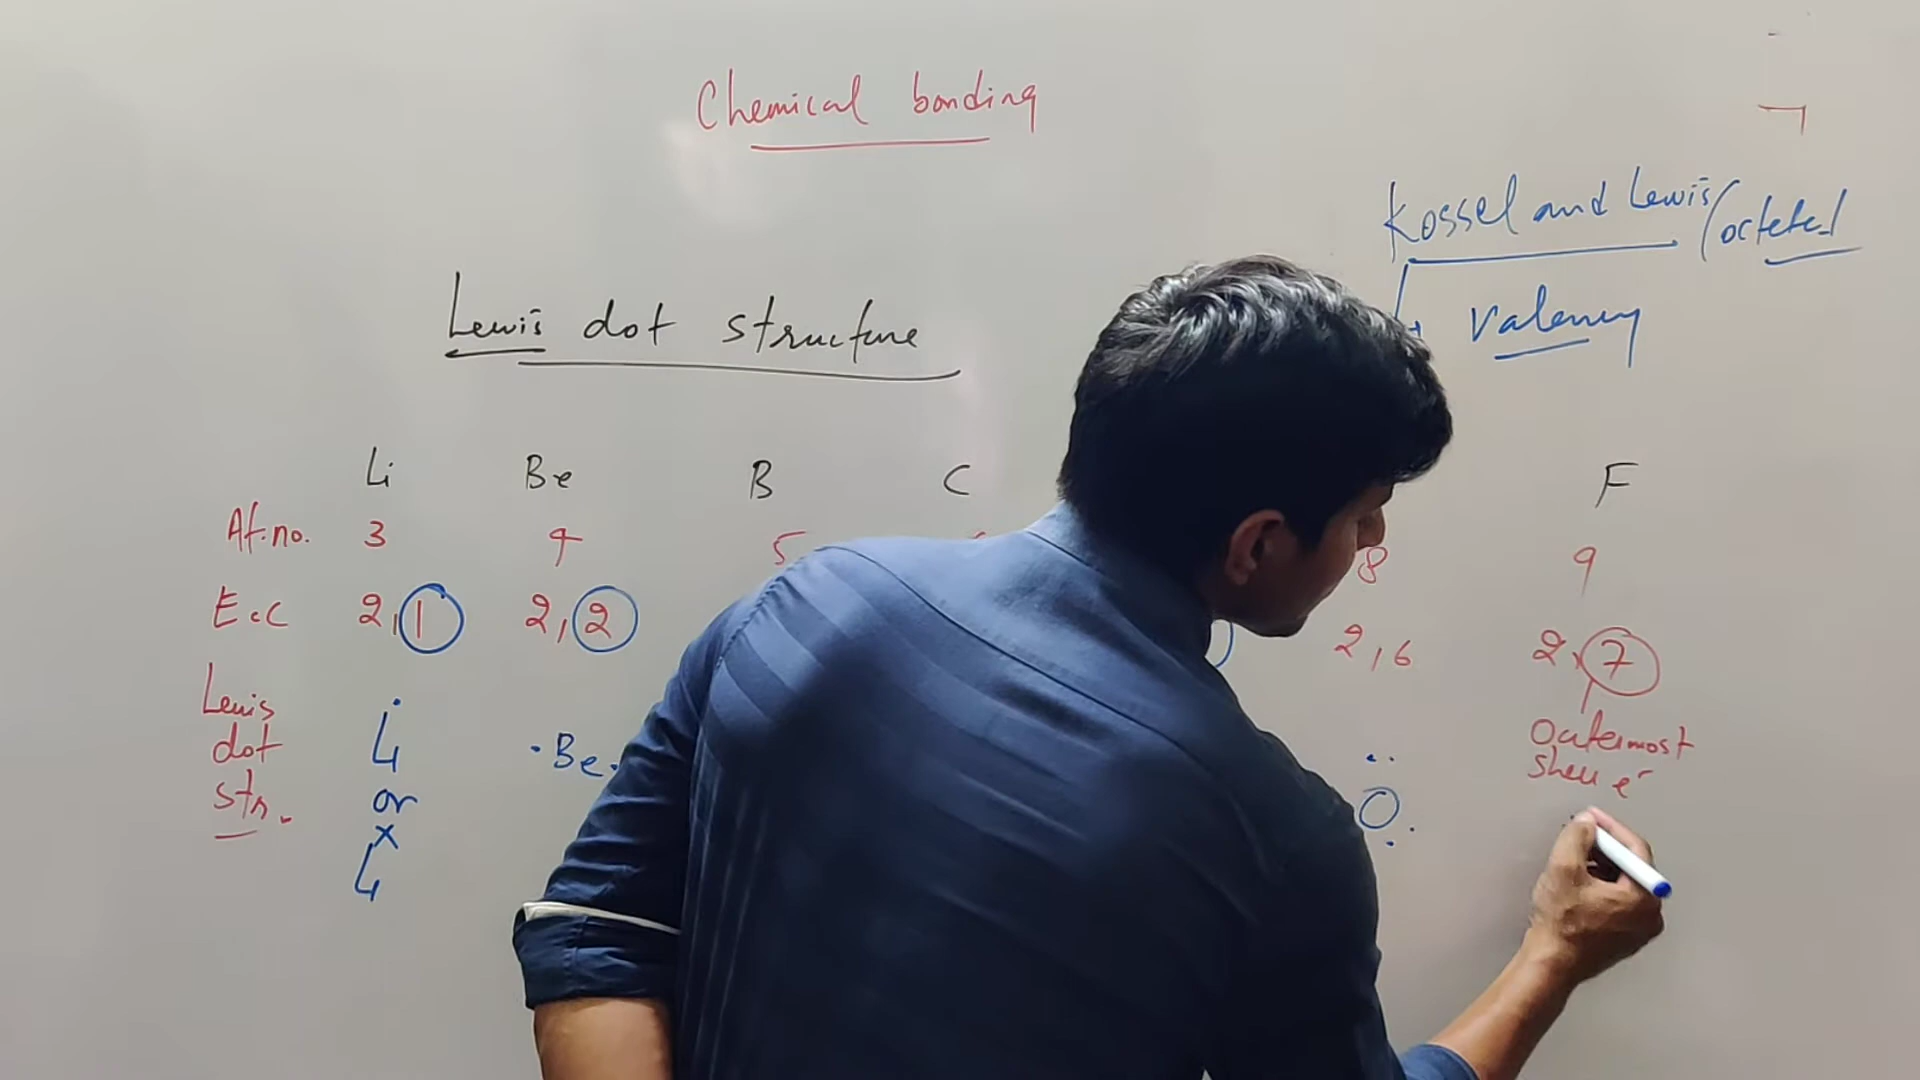 Chemical bonding
Kossel and Lewis (octetel
valency
Lewis dot structure
Li Be B C F
At.no. 3 4 5 8 9
E.C 2,1 2,2 2,6 2,7
Outermost
shell e-
Lewis
dot
str.
Li ·Be· O
or
x
Li